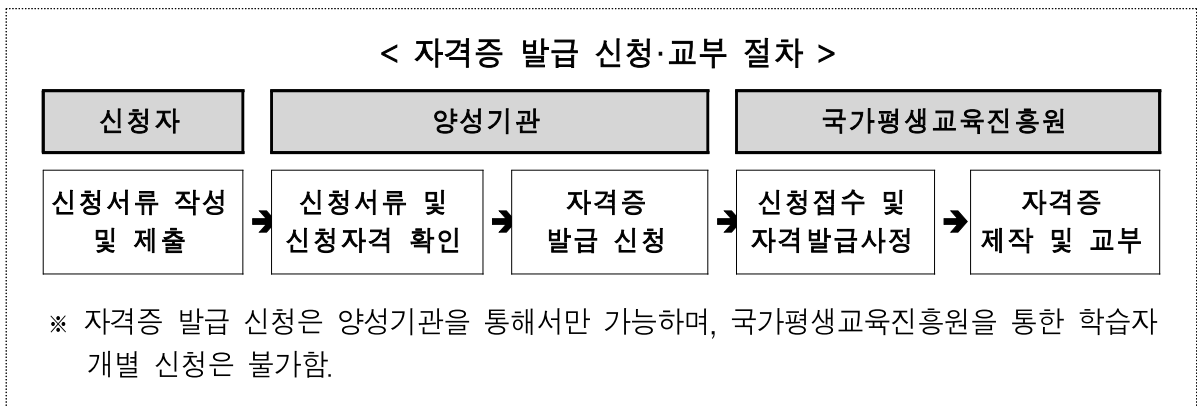 < 자격증 발급 신청·교부 절차 >
신청자
양성기관
국가평생교육진흥원
신청서류 작성
및 제출
➔
신청서류 및
신청자격 확인
➔
자격증
발급 신청
➔
신청접수 및
자격발급사정
➔
자격증
제작 및 교부
※ 자격증 발급 신청은 양성기관을 통해서만 가능하며, 국가평생교육진흥원을 통한 학습자
개별 신청은 불가함.